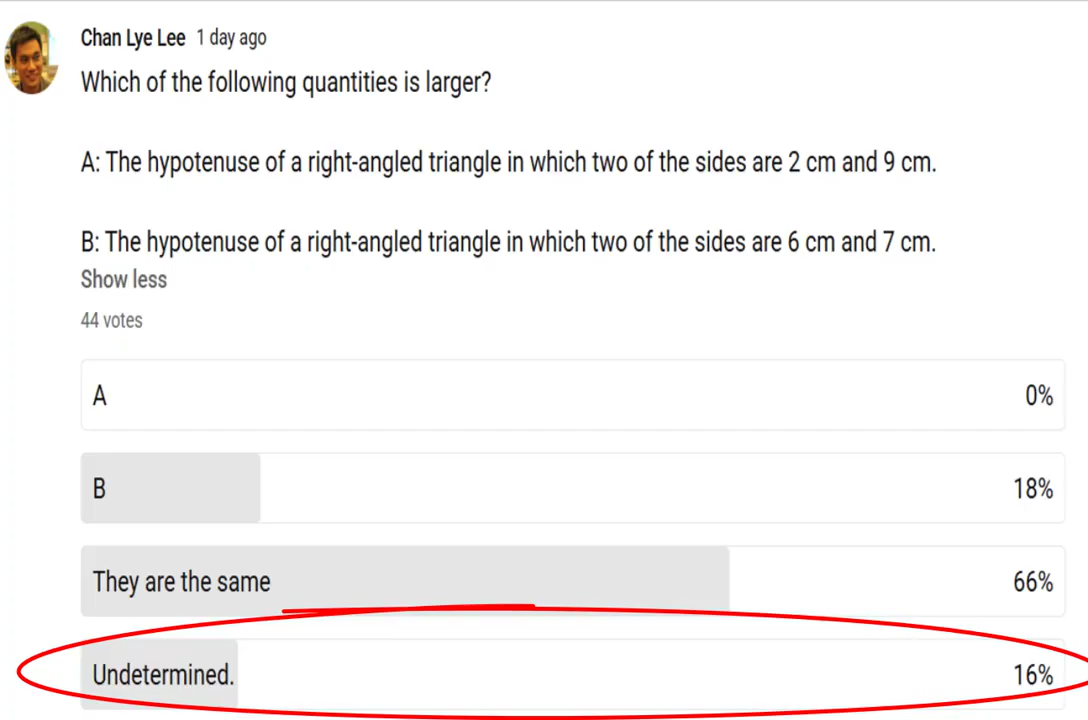 Chan Lye Lee 1 day ago
Which of the following quantities is larger?
A: The hypotenuse of a right-angled triangle in which two of the sides are 2 cm and 9 cm.
B: The hypotenuse of a right-angled triangle in which two of the sides are 6 cm and 7 cm.
Show less
44 votes
A 0%
B 18%
They are the same 66%
Undetermined. 16%